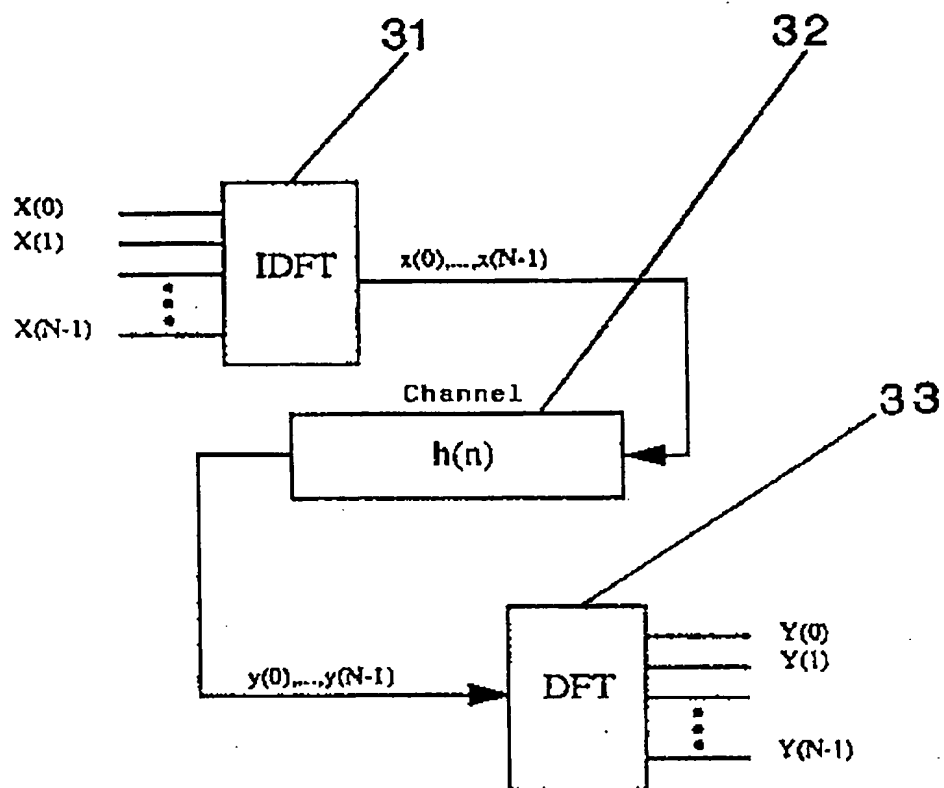 31
32
X(0)
X(1)
X(N-1)
IDFT
x(0),...,x(N-1)
Channel
h(n)
33
y(0),...,y(N-1)
DFT
Y(0)
Y(1)
Y(N-1)